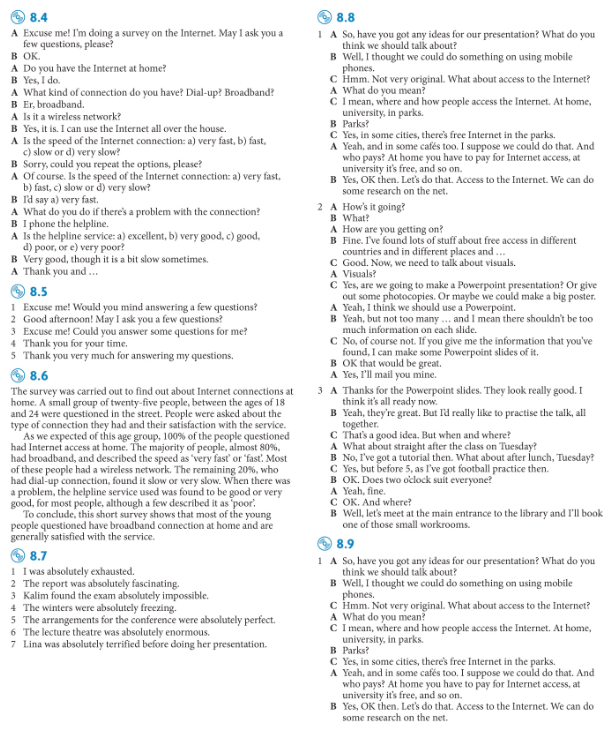 8.4
A Excuse me! I'm doing a survey on the Internet. May I ask you a
few questions, please?
B OK.
A Do you have the Internet at home?
B Yes, I do.
A What kind of connection do you have? Dial-up? Broadband?
B Er, broadband.
A Is it a wireless network?
B Yes, it is. I can use the Internet all over the house.
A Is the speed of the Internet connection: a) very fast, b) fast,
c) slow or d) very slow?
B Sorry, could you repeat the options, please?
A Of course. Is the speed of the Internet connection: a) very fast,
b) fast, c) slow or d) very slow?
B I'd say a) very fast.
A What do you do if there's a problem with the connection?
B I phone the helpline.
A Is the helpline service: a) excellent, b) very good, c) good,
d) poor, or e) very poor?
B Very good, though it is a bit slow sometimes.
A Thank you and …
8.5
1 Excuse me! Would you mind answering a few questions?
2 Good afternoon! May I ask you a few questions?
3 Excuse me! Could you answer some questions for me?
4 Thank you for your time.
5 Thank you very much for answering my questions.
8.6
The survey was carried out to find out about Internet connections at
home. A small group of twenty-five people, between the ages of 18
and 24 were questioned in the street. People were asked about the
type of connection they had and their satisfaction with the service.
As we expected of this age group, 100% of the people questioned
had Internet access at home. The majority of people, almost 80%,
had broadband, and described the speed as 'very fast' or 'fast'. Most
of these people had a wireless network. The remaining 20%, who
had dial-up connection, found it slow or very slow. When there was
a problem, the helpline service used was found to be good or very
good, for most people, although a few described it as 'poor'.
To conclude, this short survey shows that most of the young
people questioned have broadband connection at home and are
generally satisfied with the service.
8.7
1 I was absolutely exhausted.
2 The report was absolutely fascinating.
3 Kalim found the exam absolutely impossible.
4 The winters were absolutely freezing.
5 The arrangements for the conference were absolutely perfect.
6 The lecture theatre was absolutely enormous.
7 Lina was absolutely terrified before doing her presentation.
8.8
1 A So, have you got any ideas for our presentation? What do you
think we should talk about?
B Well, I thought we could do something on using mobile
phones.
C Hmm. Not very original. What about access to the Internet?
A What do you mean?
C I mean, where and how people access the Internet. At home,
university, in parks.
B Parks?
C Yes, in some cities, there's free Internet in the parks.
A Yeah, and in some cafés too. I suppose we could do that. And
who pays? At home you have to pay for Internet access, at
university it's free, and so on.
B Yes, OK then. Let's do that. Access to the Internet. We can do
some research on the net.
2 A How's it going?
B What?
A How are you getting on?
B Fine. I've found lots of stuff about free access in different
countries and in different places and …
C Good. Now, we need to talk about visuals.
A Visuals?
C Yes, are we going to make a Powerpoint presentation? Or give
out some photocopies. Or maybe we could make a big poster.
A Yeah, I think we should use a Powerpoint.
B Yeah, but not too many … and I mean there shouldn't be too
much information on each slide.
C No, of course not. If you give me the information that you've
found, I can make some Powerpoint slides of it.
B OK that would be great.
A Yes, I'll mail you mine.
3 A Thanks for the Powerpoint slides. They look really good. I
think it's all ready now.
B Yeah, they're great. But I'd really like to practise the talk, all
together.
C That's a good idea. But when and where?
A What about straight after the class on Tuesday?
B No, I've got a tutorial then. What about after lunch, Tuesday?
C Yes, but before 5, as I've got football practice then.
B OK. Does two o'clock suit everyone?
A Yeah, fine.
C OK. And where?
B Well, let's meet at the main entrance to the library and I'll book
one of those small workrooms.
8.9
1 A So, have you got any ideas for our presentation? What do you
think we should talk about?
B Well, I thought we could do something on using mobile
phones.
C Hmm. Not very original. What about access to the Internet?
A What do you mean?
C I mean, where and how people access the Internet. At home,
university, in parks.
B Parks?
C Yes, in some cities, there's free Internet in the parks.
A Yeah, and in some cafés too. I suppose we could do that. And
who pays? At home you have to pay for Internet access, at
university it's free, and so on.
B Yes, OK then. Let's do that. Access to the Internet. We can do
some research on the net.